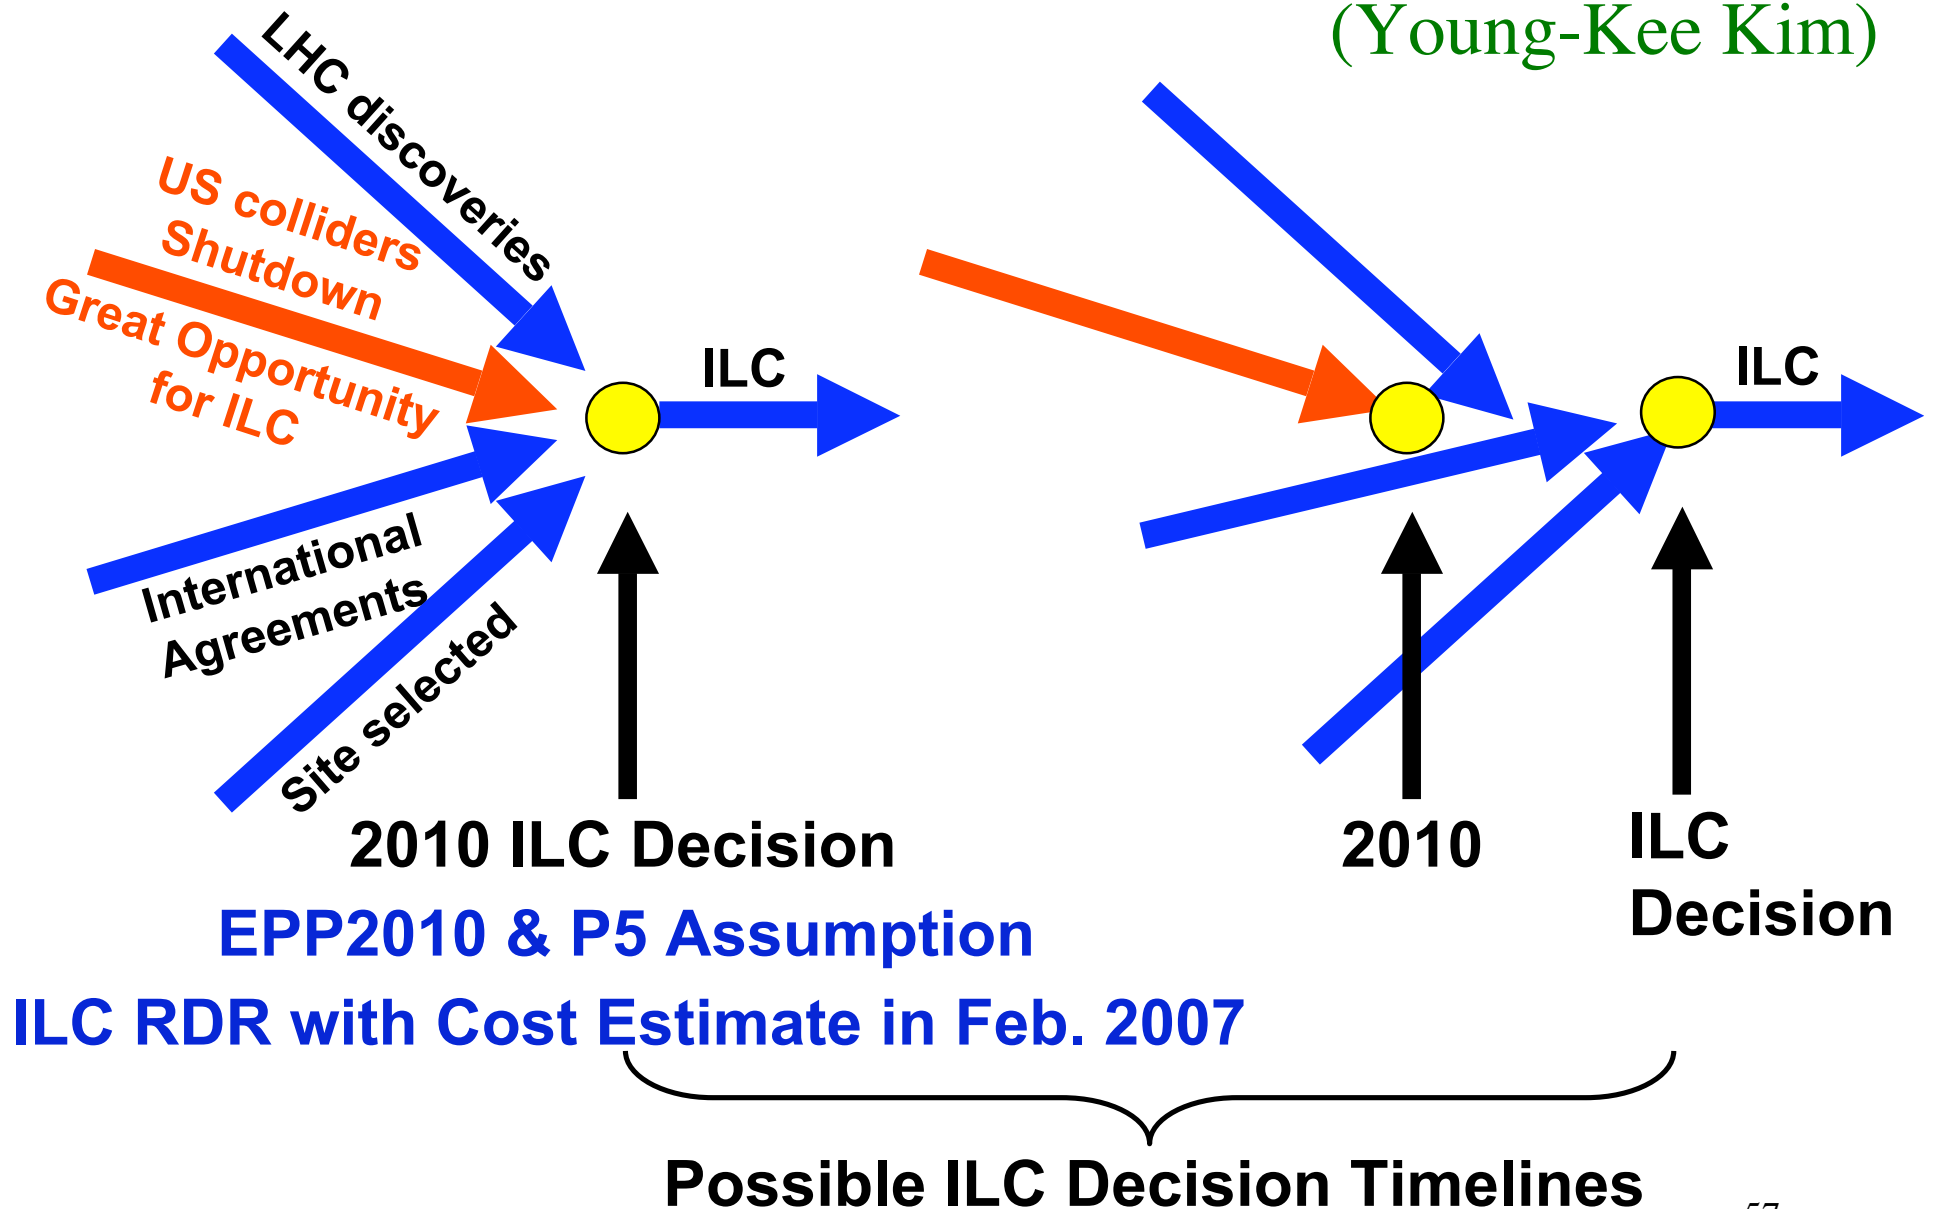 (Young-Kee Kim)
LHC discoveries
US colliders
Shutdown
Great Opportunity
for ILC
International
Agreements
Site selected
ILC
ILC
2010 ILC Decision
2010
ILC
Decision
EPP2010 & P5 Assumption
ILC RDR with Cost Estimate in Feb. 2007
Possible ILC Decision Timelines
57